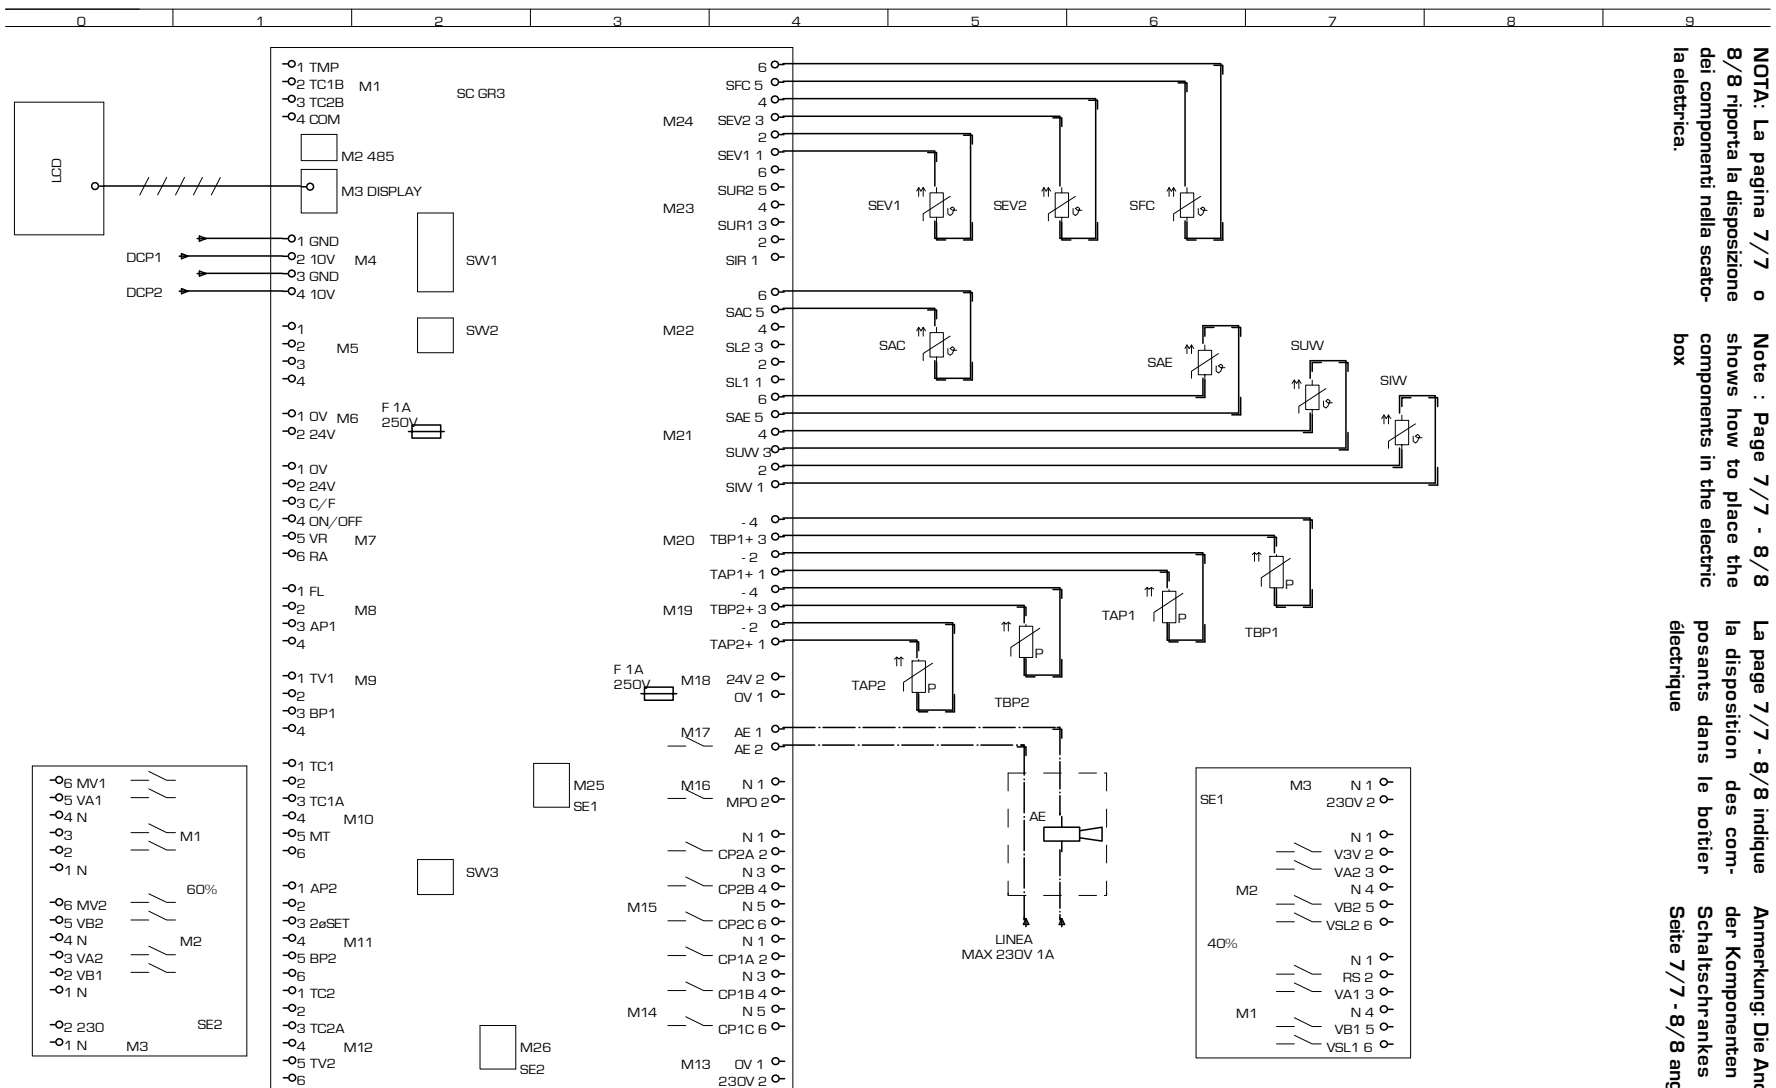 0 1 2 3 4 5 6 7 8 9
CCP1
DCP1
DCP2
1 TMP
2 TC1B
3 TC2B
4 COM
M1
SC GR3
M2 485
M3 DISPLAY
1 GND
2 10V
3 GND
4 10V
M4
SW1
SW2
1
2
3
4
M5
1 0V
2 24V
M6
F 1A
250V
1 0V
2 24V
3 C/F
4 ON/OFF
5 VR
6 RA
M7
1 FL
2
3 AP1
4
M8
1 TV1
2
3 BP1
4
M9
1 TC1
2
3 TC1A
4
5 MT
6
M10
1 AP2
2
3 2øSET
4
5 BP2
6
M11
1 TC2
2
3 TC2A
4
5 TV2
6
M12
SW3
M25
SE1
M26
SE2
6
SFC 5
4
SEV2 3
2
SEV1 1
M24
6
SUR2 5
4
SUR1 3
2
SIR 1
M23
6
SAC 5
4
SL2 3
2
SL1 1
M22
6
SAE 5
4
SUW 3
2
SIW 1
M21
- 4
TBP1+ 3
- 2
TAP1+ 1
M20
- 4
TBP2+ 3
- 2
TAP2+ 1
M19
F 1A
250V
M18
24V 2
0V 1
M17
AE 1
AE 2
M16
N 1
MPO 2
N 1
CP2A 2
N 3
CP2B 4
N 5
CP2C 6
M15
N 1
CP1A 2
N 3
CP1B 4
N 5
CP1C 6
M14
M13
0V 1
230V 2
SEV1
SEV2
SFC
SAC
SAE
SUW
SIW
TAP2
P
TBP2
P
TAP1
P
TBP1
P
AE
LINEA
MAX 230V 1A
6 MV1
5 VA1
4 N
3
2
1 N
M1
60%
6 MV2
5 VB2
4 N
3 VA2
2 VB1
1 N
M2
2 230
1 N
M3
SE2
SE1
M3
N 1
230V 2
N 1
V3V 2
VA2 3
N 4
VB2 5
VSL2 6
M2
40%
N 1
RS 2
VA1 3
N 4
VB1 5
VSL1 6
M1
NOTA: La pagina 7/7 o
8/8 riporta la disposizione
dei componenti nella scato-
la elettrica.
Note : Page 7/7 - 8/8
shows how to place the
components in the electric
box
La page 7/7 - 8/8 indique
la disposition des com-
posants dans le boîtier
électrique
Anmerkung: Die
der Komponenten
Schaltschrankes
Seite 7/7 - 8/8